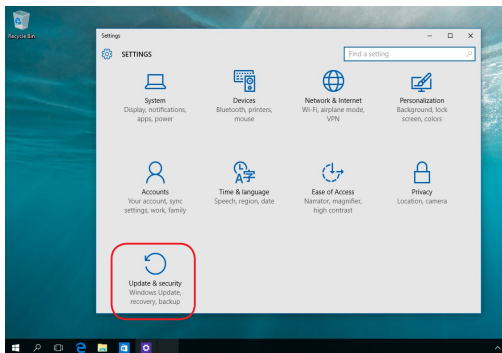 Recycle Bin
Settings
SETTINGS
Find a setting
System
Display, notifications,
apps, power
Devices
Bluetooth, printers,
mouse
Network & Internet
Wi-Fi, airplane mode,
VPN
Personalization
Background, lock
screen, colors
Accounts
Your account, sync
settings, work, family
Time & language
Speech, region, date
Ease of Access
Narrator, magnifier,
high contrast
Privacy
Location, camera
Update & security
Windows Update,
recovery, backup